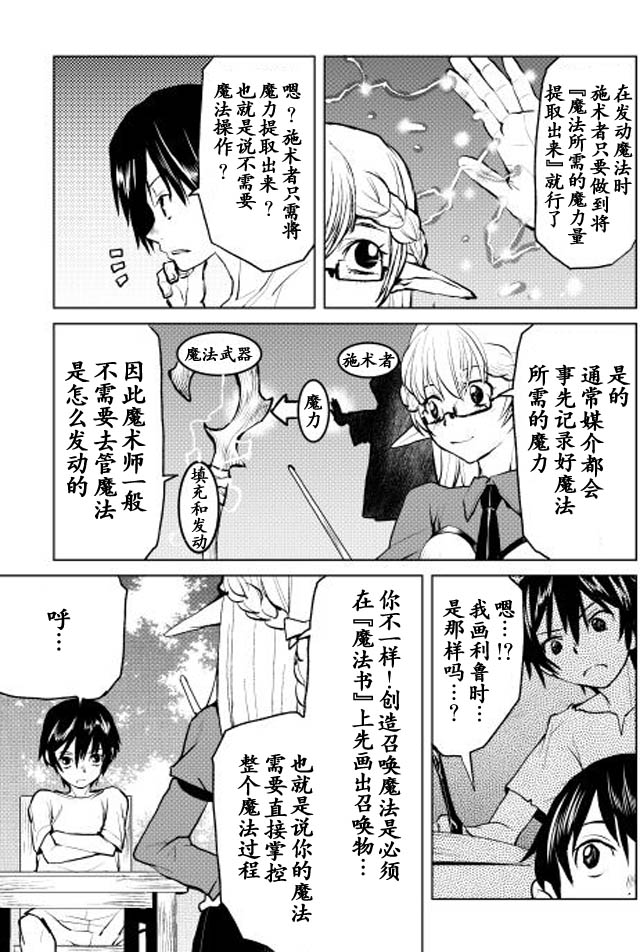 在发动魔法时
施术者只要做到将
『魔法所需的魔力量
提取出来』就行了
嗯？施术者只需将
魔力提取出来？
也就是说不需要
魔法操作？
是的
通常媒介都会
事先记录好魔法
所需的魔力
施术者
魔力
魔法武器
填充和发动
因此魔术师一般
不需要去管魔法
是怎么发动的
嗯…!?
我画利鲁时…
是那样吗…？
你不一样！创造召唤魔法是必须
在『魔法书』上先画出召唤物…
也就是说你的魔法
需要直接掌控
整个魔法过程
呼…